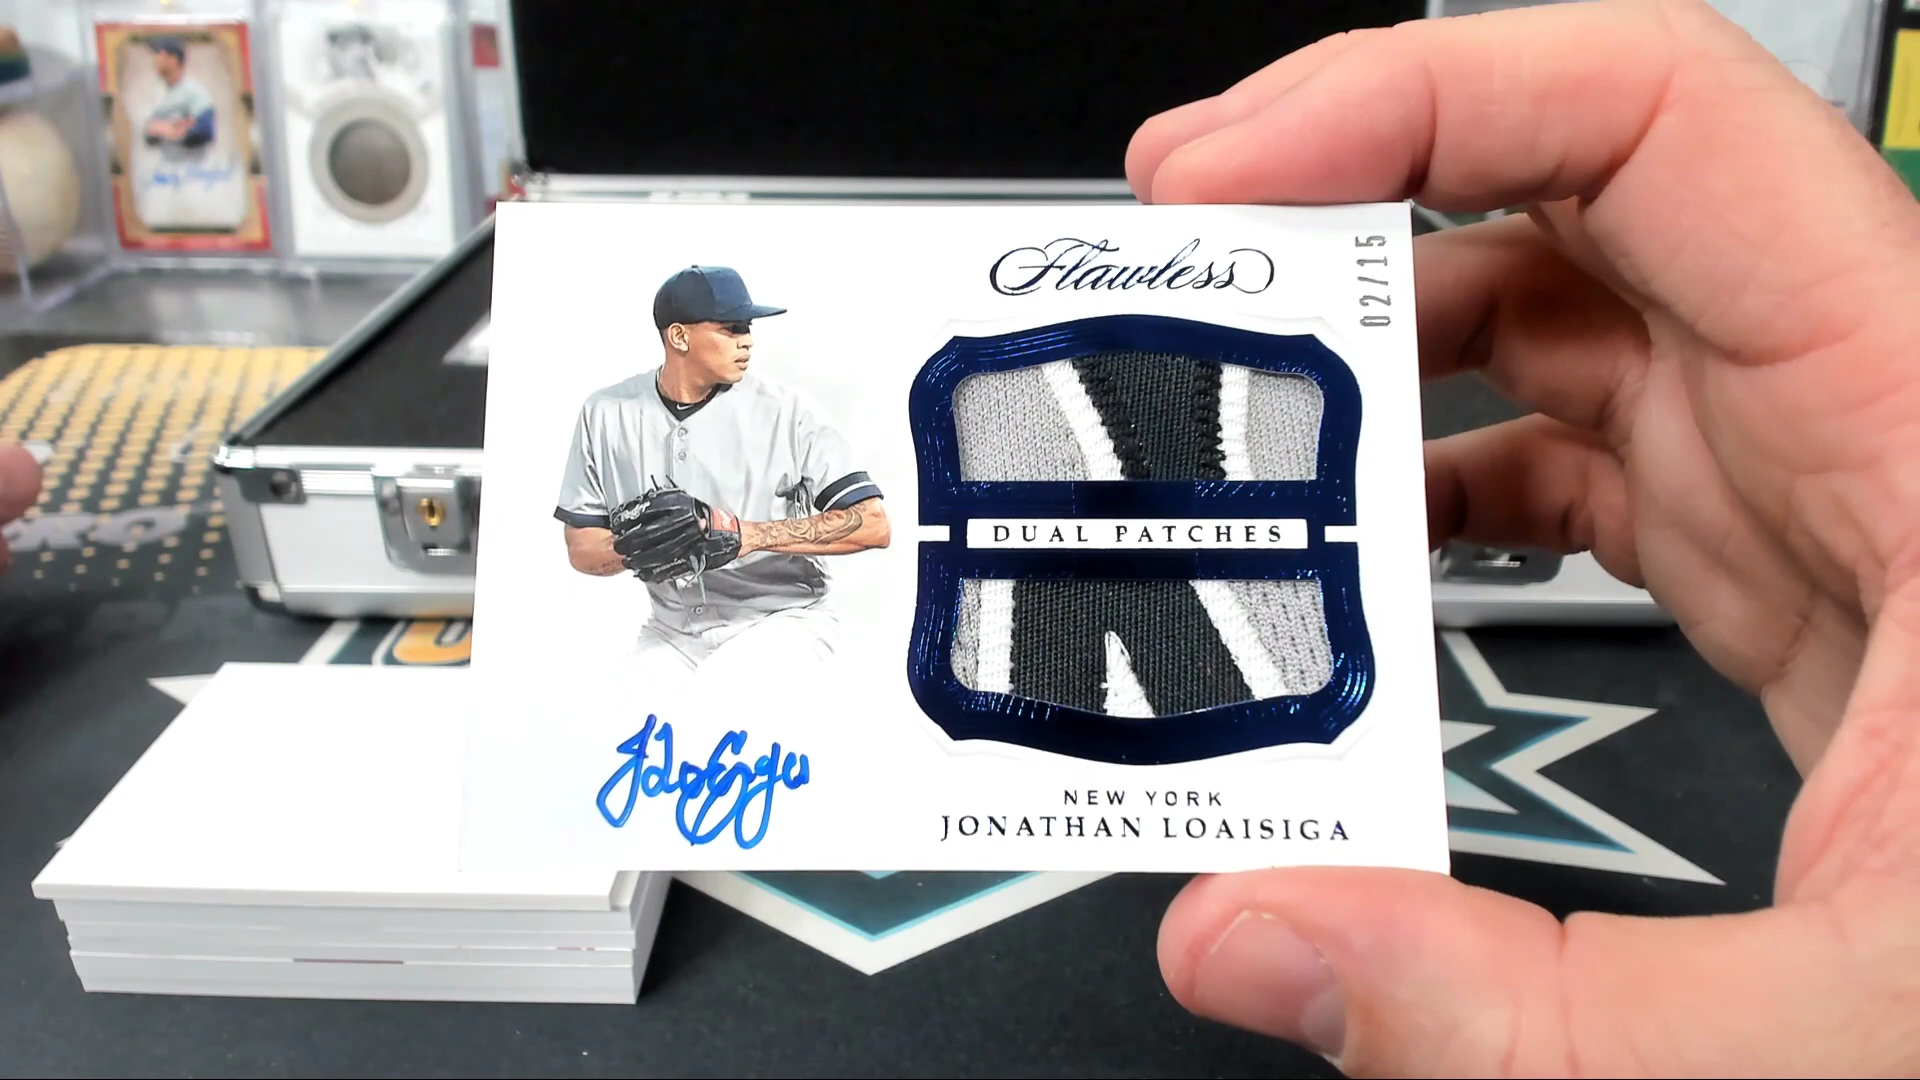 Flawless
02/15
DUAL PATCHES
NEW YORK
JONATHAN LOAISIGA